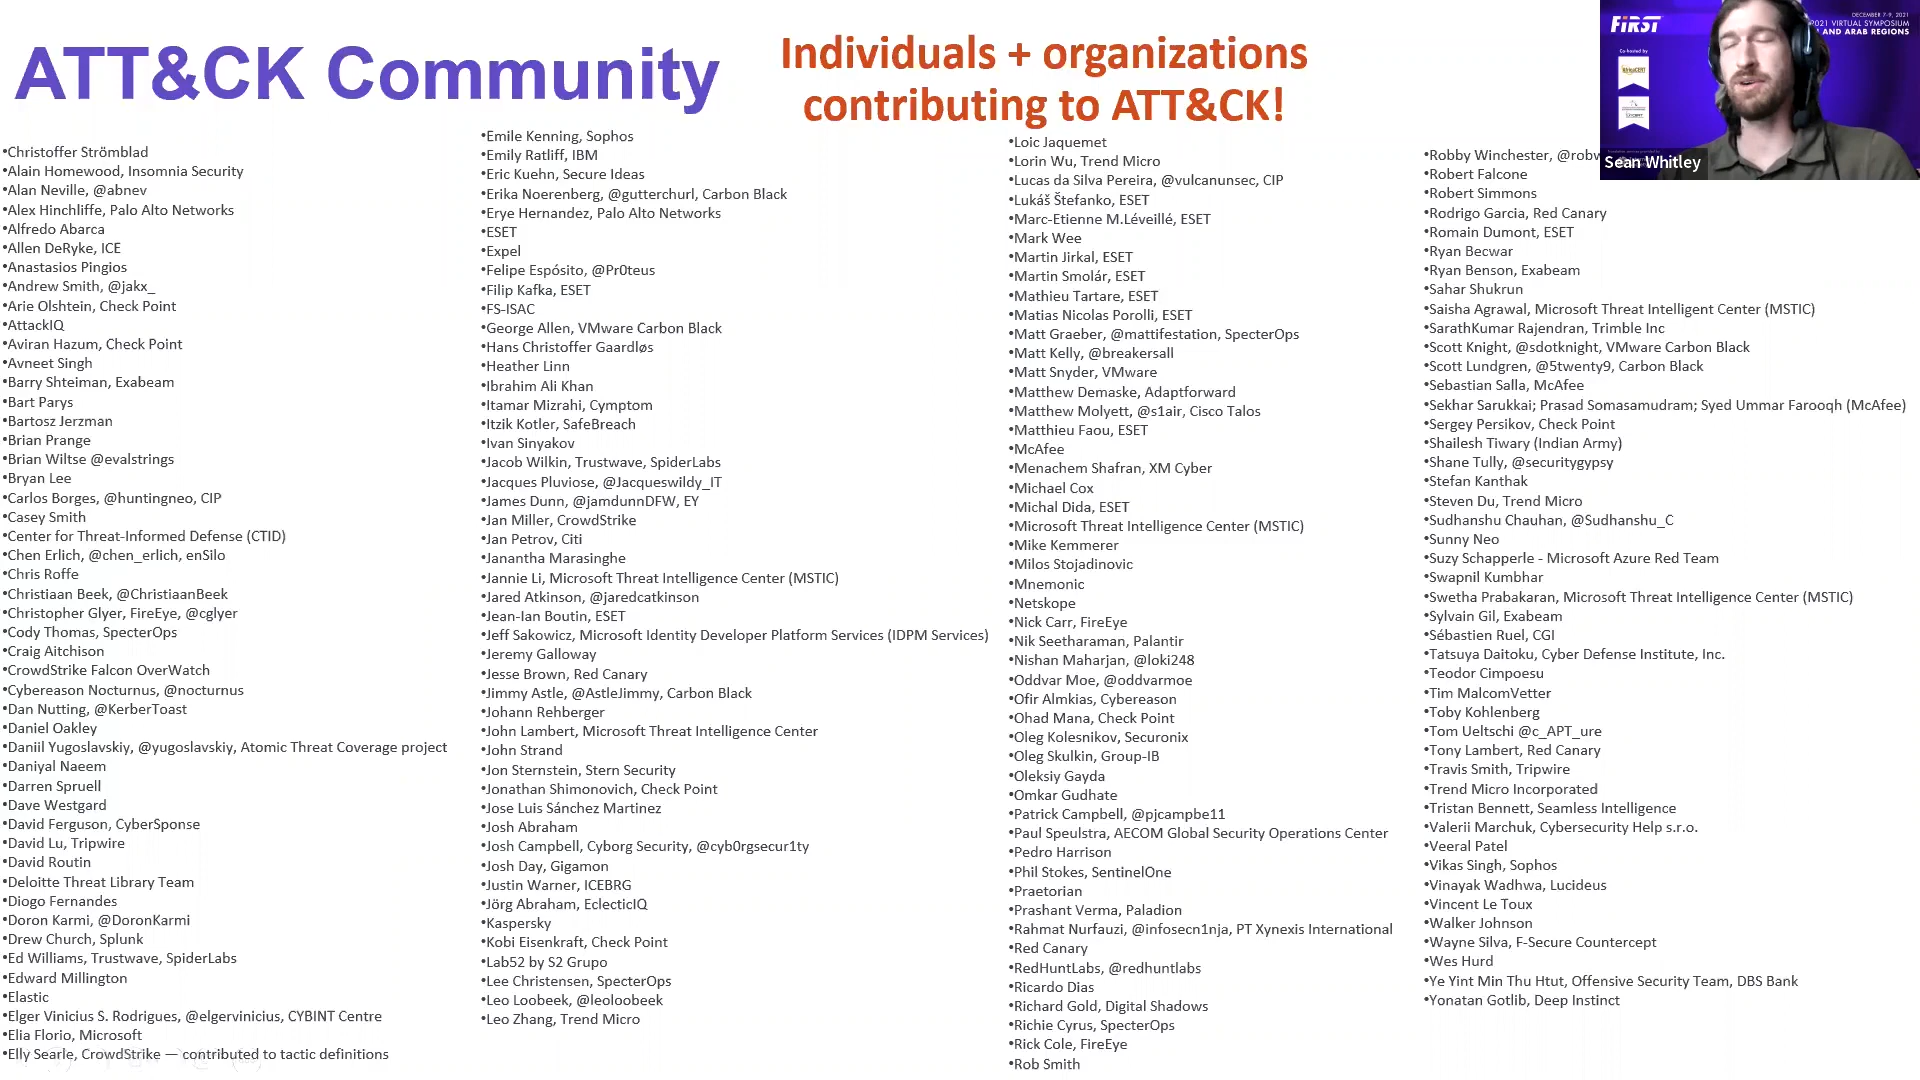 ATT&CK Community
Individuals + organizations
contributing to ATT&CK!
•Christoffer Strömblad
•Alain Homewood, Insomnia Security
•Alan Neville, @abnev
•Alex Hinchliffe, Palo Alto Networks
•Alfredo Abarca
•Allen DeRyke, ICE
•Anastasios Pingios
•Andrew Smith, @jakx_
•Arie Olshtein, Check Point
•AttackIQ
•Aviran Hazum, Check Point
•Avneet Singh
•Barry Shteiman, Exabeam
•Bart Parys
•Bartosz Jerzman
•Brian Prange
•Brian Wiltse @evalstrings
•Bryan Lee
•Carlos Borges, @huntingneo, CIP
•Casey Smith
•Center for Threat-Informed Defense (CTID)
•Chen Erlich, @chen_erlich, enSilo
•Chris Roffe
•Christiaan Beek, @ChristiaanBeek
•Christopher Glyer, FireEye, @cglyer
•Cody Thomas, SpecterOps
•Craig Aitchison
•CrowdStrike Falcon OverWatch
•Cybereason Nocturnus, @nocturnus
•Dan Nutting, @KerberToast
•Daniel Oakley
•Daniil Yugoslavskiy, @yugoslavskiy, Atomic Threat Coverage project
•Daniyal Naeem
•Darren Spruell
•Dave Westgard
•David Ferguson, CyberSponse
•David Lu, Tripwire
•David Routin
•Deloitte Threat Library Team
•Diogo Fernandes
•Doron Karmi, @DoronKarmi
•Drew Church, Splunk
•Ed Williams, Trustwave, SpiderLabs
•Edward Millington
•Elastic
•Elger Vinicius S. Rodrigues, @elgervinicius, CYBINT Centre
•Elia Florio, Microsoft
•Elly Searle, CrowdStrike — contributed to tactic definitions
•Emile Kenning, Sophos
•Emily Ratliff, IBM
•Eric Kuehn, Secure Ideas
•Erika Noerenberg, @gutterchurl, Carbon Black
•Erye Hernandez, Palo Alto Networks
•ESET
•Expel
•Felipe Espósito, @Pr0teus
•Filip Kafka, ESET
•FS-ISAC
•George Allen, VMware Carbon Black
•Hans Christoffer Gaardløs
•Heather Linn
•Ibrahim Ali Khan
•Itamar Mizrahi, Cymptom
•Itzik Kotler, SafeBreach
•Ivan Sinyakov
•Jacob Wilkin, Trustwave, SpiderLabs
•Jacques Pluviose, @Jacqueswildy_IT
•James Dunn, @jamdunnDFW, EY
•Jan Miller, CrowdStrike
•Jan Petrov, Citi
•Janantha Marasinghe
•Jannie Li, Microsoft Threat Intelligence Center (MSTIC)
•Jared Atkinson, @jaredcatkinson
•Jean-Ian Boutin, ESET
•Jeff Sakowicz, Microsoft Identity Developer Platform Services (IDPM Services)
•Jeremy Galloway
•Jesse Brown, Red Canary
•Jimmy Astle, @AstleJimmy, Carbon Black
•Johann Rehberger
•John Lambert, Microsoft Threat Intelligence Center
•John Strand
•Jon Sternstein, Stern Security
•Jonathan Shimonovich, Check Point
•Jose Luis Sánchez Martinez
•Josh Abraham
•Josh Campbell, Cyborg Security, @cyb0rgsecur1ty
•Josh Day, Gigamon
•Justin Warner, ICEBRG
•Jörg Abraham, EclecticIQ
•Kaspersky
•Kobi Eisenkraft, Check Point
•Lab52 by S2 Grupo
•Lee Christensen, SpecterOps
•Leo Loobeek, @leoloobeek
•Leo Zhang, Trend Micro
•Loic Jaquemet
•Lorin Wu, Trend Micro
•Lucas da Silva Pereira, @vulcanunsec, CIP
•Lukáš Štefanko, ESET
•Marc-Etienne M.Léveillé, ESET
•Mark Wee
•Martin Jirkal, ESET
•Martin Smolár, ESET
•Mathieu Tartare, ESET
•Matias Nicolas Porolli, ESET
•Matt Graeber, @mattifestation, SpecterOps
•Matt Kelly, @breakersall
•Matt Snyder, VMware
•Matthew Demaske, Adaptforward
•Matthew Molyett, @s1air, Cisco Talos
•Matthieu Faou, ESET
•McAfee
•Menachem Shafran, XM Cyber
•Michael Cox
•Michal Dida, ESET
•Microsoft Threat Intelligence Center (MSTIC)
•Mike Kemmerer
•Milos Stojadinovic
•Mnemonic
•Netskope
•Nick Carr, FireEye
•Nik Seetharaman, Palantir
•Nishan Maharjan, @loki248
•Oddvar Moe, @oddvarmoe
•Ofir Almkias, Cybereason
•Ohad Mana, Check Point
•Oleg Kolesnikov, Securonix
•Oleg Skulkin, Group-IB
•Oleksiy Gayda
•Omkar Gudhate
•Patrick Campbell, @pjcampbe11
•Paul Speulstra, AECOM Global Security Operations Center
•Pedro Harrison
•Phil Stokes, SentinelOne
•Praetorian
•Prashant Verma, Paladion
•Rahmat Nurfauzi, @infosecn1nja, PT Xynexis International
•Red Canary
•RedHuntLabs, @redhuntlabs
•Ricardo Dias
•Richard Gold, Digital Shadows
•Richie Cyrus, SpecterOps
•Rick Cole, FireEye
•Rob Smith
•Robby Winchester, @robw
•Robert Falcone
•Robert Simmons
•Rodrigo Garcia, Red Canary
•Romain Dumont, ESET
•Ryan Becwar
•Ryan Benson, Exabeam
•Sahar Shukrun
•Saisha Agrawal, Microsoft Threat Intelligent Center (MSTIC)
•SarathKumar Rajendran, Trimble Inc
•Scott Knight, @sdotknight, VMware Carbon Black
•Scott Lundgren, @5twenty9, Carbon Black
•Sebastian Salla, McAfee
•Sekhar Sarukkai; Prasad Somasamudram; Syed Ummar Farooqh (McAfee)
•Sergey Persikov, Check Point
•Shailesh Tiwary (Indian Army)
•Shane Tully, @securitygypsy
•Stefan Kanthak
•Steven Du, Trend Micro
•Sudhanshu Chauhan, @Sudhanshu_C
•Sunny Neo
•Suzy Schapperle - Microsoft Azure Red Team
•Swapnil Kumbhar
•Swetha Prabakaran, Microsoft Threat Intelligence Center (MSTIC)
•Sylvain Gil, Exabeam
•Sébastien Ruel, CGI
•Tatsuya Daitoku, Cyber Defense Institute, Inc.
•Teodor Cimpoesu
•Tim MalcomVetter
•Toby Kohlenberg
•Tom Ueltschi @c_APT_ure
•Tony Lambert, Red Canary
•Travis Smith, Tripwire
•Trend Micro Incorporated
•Tristan Bennett, Seamless Intelligence
•Valerii Marchuk, Cybersecurity Help s.r.o.
•Veeral Patel
•Vikas Singh, Sophos
•Vinayak Wadhwa, Lucideus
•Vincent Le Toux
•Walker Johnson
•Wayne Silva, F-Secure Countercept
•Wes Hurd
•Ye Yint Min Thu Htut, Offensive Security Team, DBS Bank
•Yonatan Gotlib, Deep Instinct
FIRST
DECEMBER 7-9, 2021
2021 VIRTUAL SYMPOSIUM
AND ARAB REGIONS
Co-hosted by
Sean Whitley